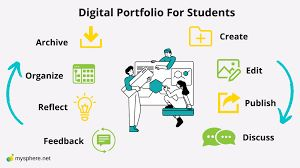 Digital Portfolio For Students
Archive
Create
Organize
Edit
Reflect
Publish
Feedback
Discuss
mysphere.net